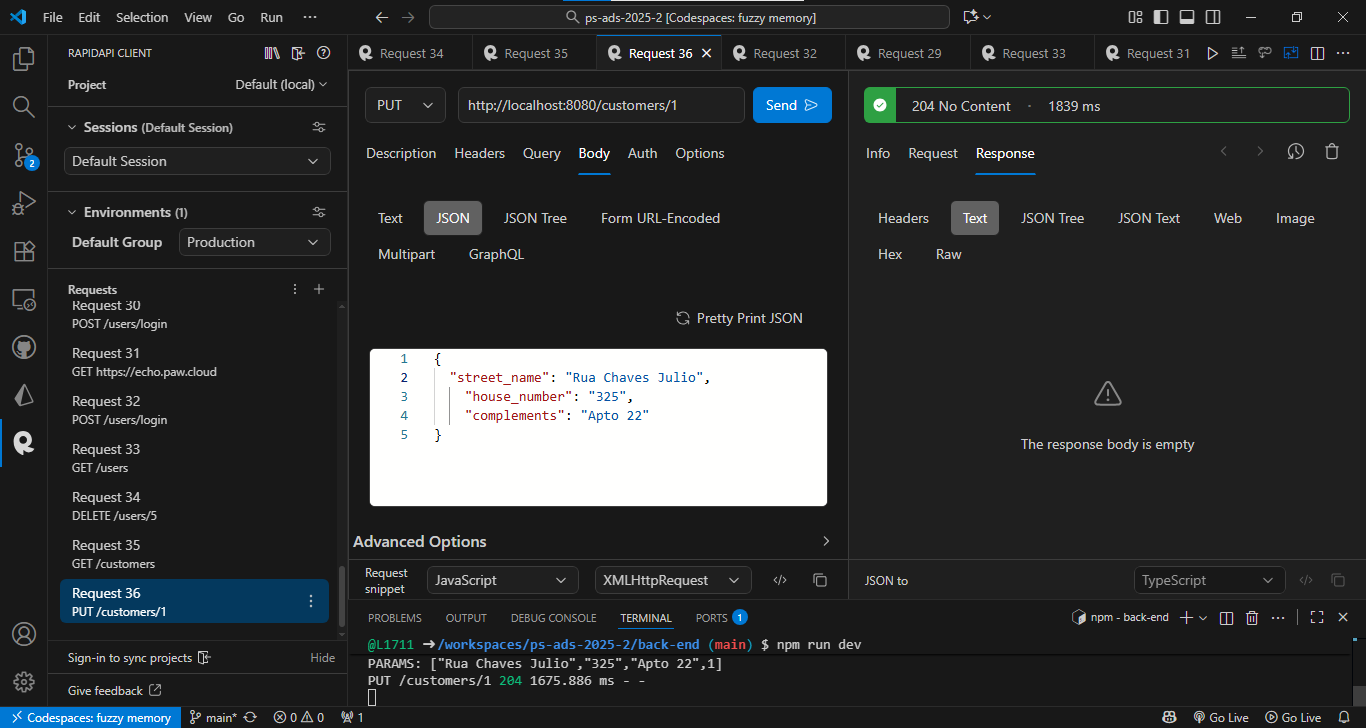 File Edit Selection View Go Run ··· ps-ads-2025-2 [Codespaces: fuzzy memory]
RAPIDAPI CLIENT
Request 34 Request 35 Request 36 Request 32 Request 29 Request 33 Request 31
Project Default (local)
Sessions (Default Session)
Default Session
Environments (1)
Default Group Production
Requests
Request 30
POST /users/login
Request 31
GET https://echo.paw.cloud
Request 32
POST /users/login
Request 33
GET /users
Request 34
DELETE /users/5
Request 35
GET /customers
Request 36
PUT /customers/1
Sign-in to sync projects Hide
Give feedback
2
PUT http://localhost:8080/customers/1 Send
Description Headers Query Body Auth Options
Text JSON JSON Tree Form URL-Encoded
Multipart GraphQL
Pretty Print JSON
1 {
2 "street_name": "Rua Chaves Julio",
3 "house_number": "325",
4 "complements": "Apto 22"
5 }
Advanced Options
Request snippet JavaScript XMLHttpRequest
204 No Content · 1839 ms
Info Request Response
Headers Text JSON Tree JSON Text Web Image
Hex Raw
The response body is empty
JSON to TypeScript
PROBLEMS OUTPUT DEBUG CONSOLE TERMINAL PORTS 1 npm - back-end
@L1711 ➜/workspaces/ps-ads-2025-2/back-end (main) $ npm run dev
PARAMS: ["Rua Chaves Julio","325","Apto 22",1]
PUT /customers/1 204 1675.886 ms - -
Codespaces: fuzzy memory main* 0 0 1 Go Live Go Live